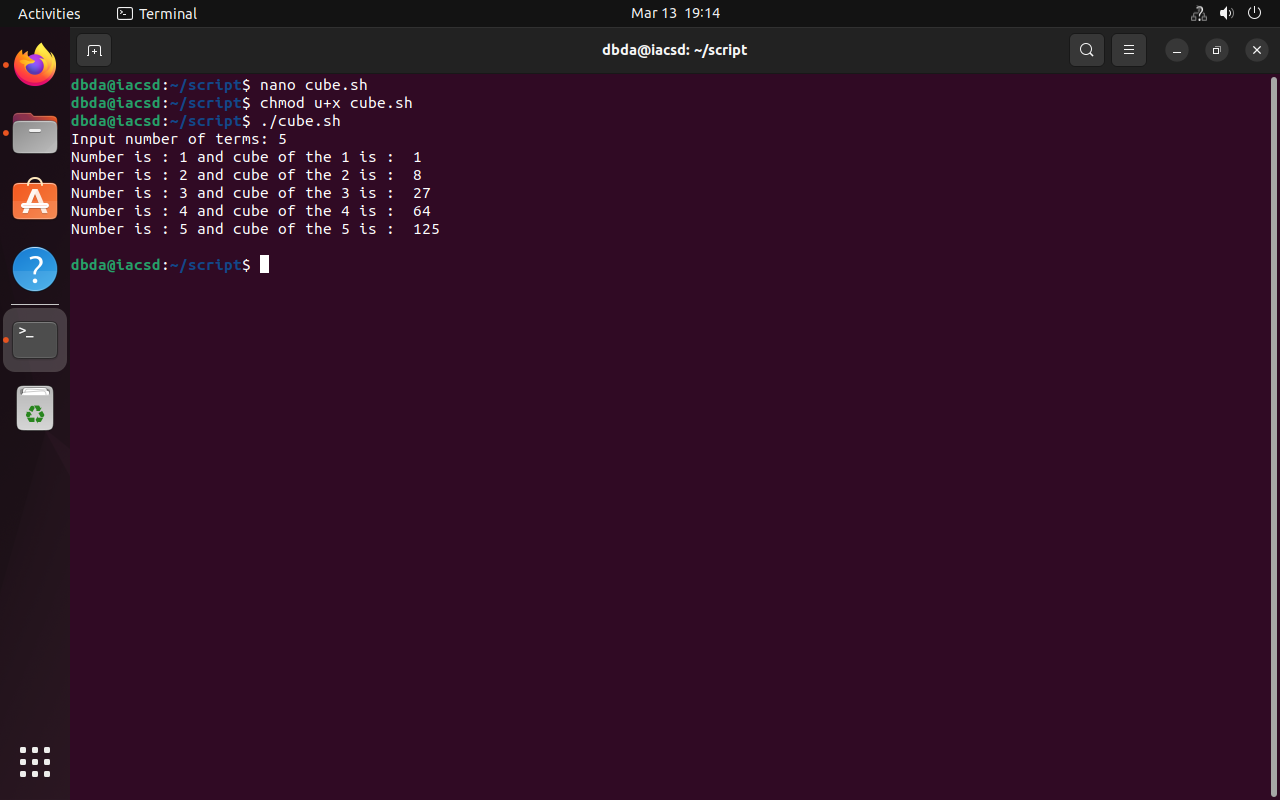 Activities Terminal Mar 13 19:14
dbda@iacsd: ~/script
dbda@iacsd:~/script$ nano cube.sh
dbda@iacsd:~/script$ chmod u+x cube.sh
dbda@iacsd:~/script$ ./cube.sh
Input number of terms: 5
Number is : 1 and cube of the 1 is :  1
Number is : 2 and cube of the 2 is :  8
Number is : 3 and cube of the 3 is :  27
Number is : 4 and cube of the 4 is :  64
Number is : 5 and cube of the 5 is :  125
dbda@iacsd:~/script$